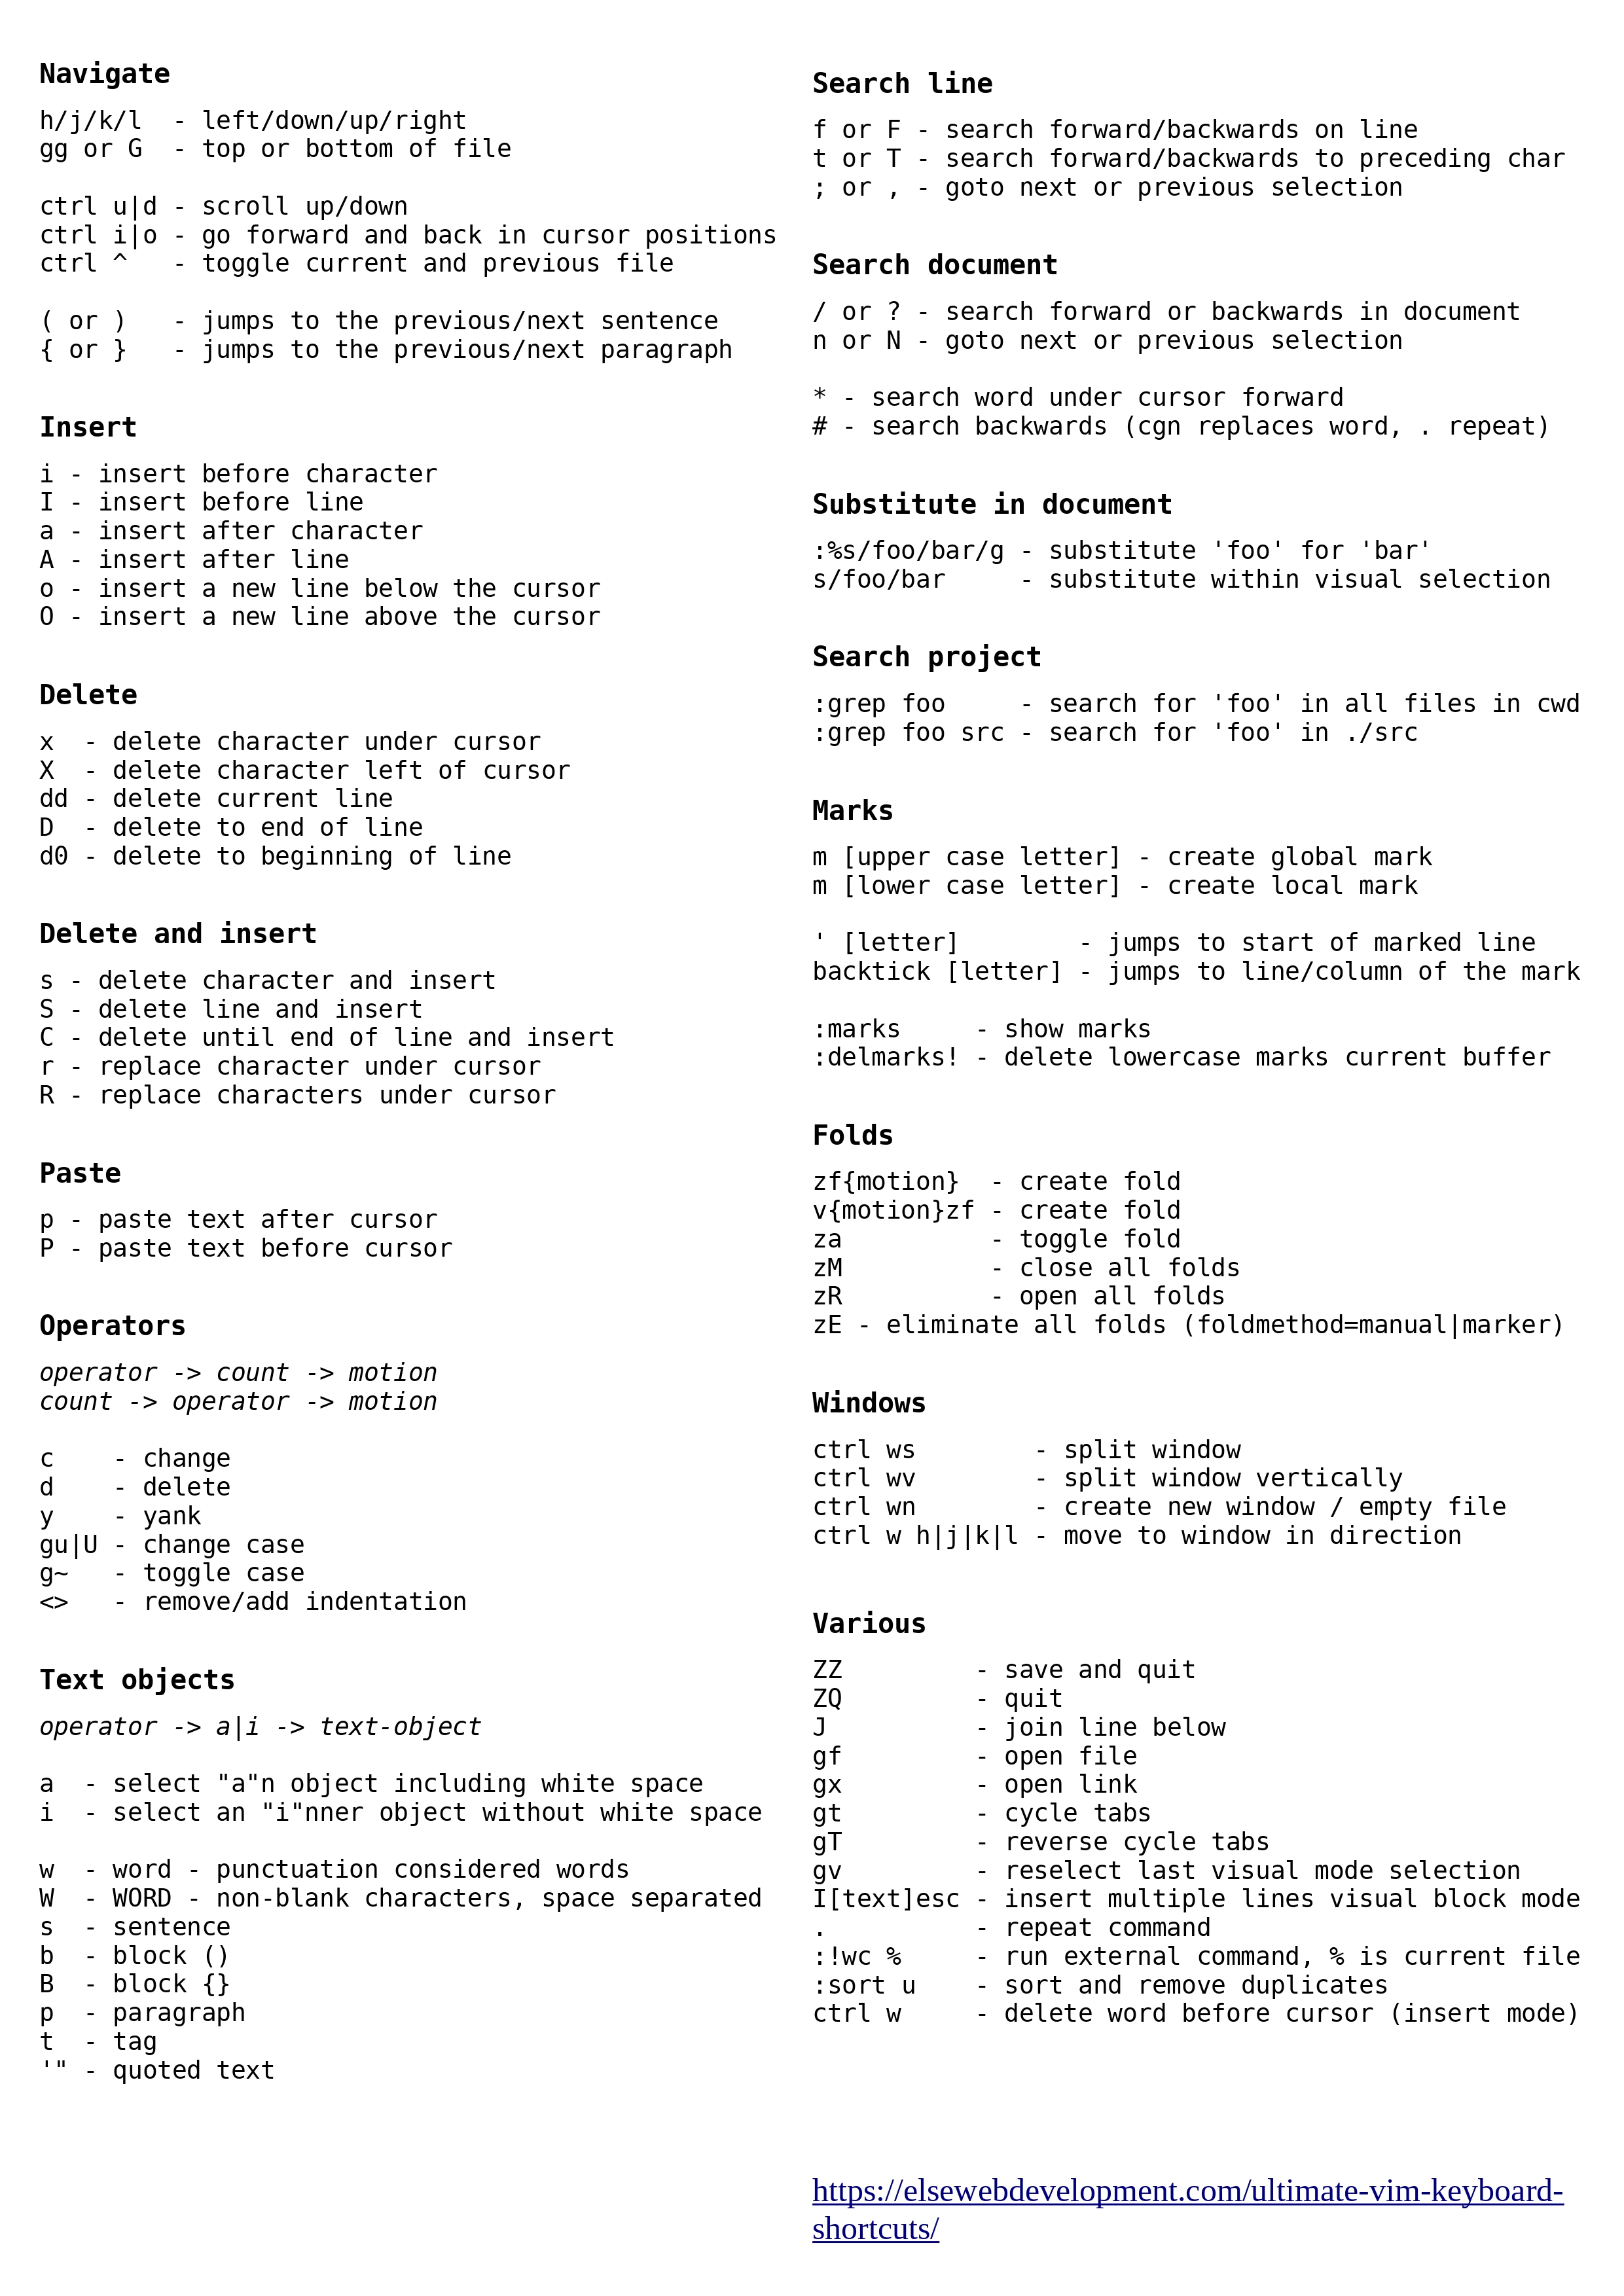 Navigate
h/j/k/l  - left/down/up/right
gg or G  - top or bottom of file
ctrl u|d - scroll up/down
ctrl i|o - go forward and back in cursor positions
ctrl ^   - toggle current and previous file
( or )   - jumps to the previous/next sentence
{ or }   - jumps to the previous/next paragraph
Insert
i - insert before character
I - insert before line
a - insert after character
A - insert after line
o - insert a new line below the cursor
O - insert a new line above the cursor
Delete
x  - delete character under cursor
X  - delete character left of cursor
dd - delete current line
D  - delete to end of line
d0 - delete to beginning of line
Delete and insert
s - delete character and insert
S - delete line and insert
C - delete until end of line and insert
r - replace character under cursor
R - replace characters under cursor
Paste
p - paste text after cursor
P - paste text before cursor
Operators
operator -> count -> motion
count -> operator -> motion
c    - change
d    - delete
y    - yank
gu|U - change case
g~   - toggle case
<>   - remove/add indentation
Text objects
operator -> a|i -> text-object
a  - select "a"n object including white space
i  - select an "i"nner object without white space
w  - word - punctuation considered words
W  - WORD - non-blank characters, space separated
s  - sentence
b  - block ()
B  - block {}
p  - paragraph
t  - tag
'" - quoted text
Search line
f or F - search forward/backwards on line
t or T - search forward/backwards to preceding char
; or , - goto next or previous selection
Search document
/ or ? - search forward or backwards in document
n or N - goto next or previous selection
* - search word under cursor forward
# - search backwards (cgn replaces word, . repeat)
Substitute in document
:%s/foo/bar/g - substitute 'foo' for 'bar'
s/foo/bar     - substitute within visual selection
Search project
:grep foo     - search for 'foo' in all files in cwd
:grep foo src - search for 'foo' in ./src
Marks
m [upper case letter] - create global mark
m [lower case letter] - create local mark
' [letter]        - jumps to start of marked line
backtick [letter] - jumps to line/column of the mark
:marks     - show marks
:delmarks! - delete lowercase marks current buffer
Folds
zf{motion}  - create fold
v{motion}zf - create fold
za          - toggle fold
zM          - close all folds
zR          - open all folds
zE - eliminate all folds (foldmethod=manual|marker)
Windows
ctrl ws        - split window
ctrl wv        - split window vertically
ctrl wn        - create new window / empty file
ctrl w h|j|k|l - move to window in direction
Various
ZZ         - save and quit
ZQ         - quit
J          - join line below
gf         - open file
gx         - open link
gt         - cycle tabs
gT         - reverse cycle tabs
gv         - reselect last visual mode selection
I[text]esc - insert multiple lines visual block mode
.          - repeat command
:!wc %     - run external command, % is current file
:sort u    - sort and remove duplicates
ctrl w     - delete word before cursor (insert mode)
https://elsewebdevelopment.com/ultimate-vim-keyboard-
shortcuts/